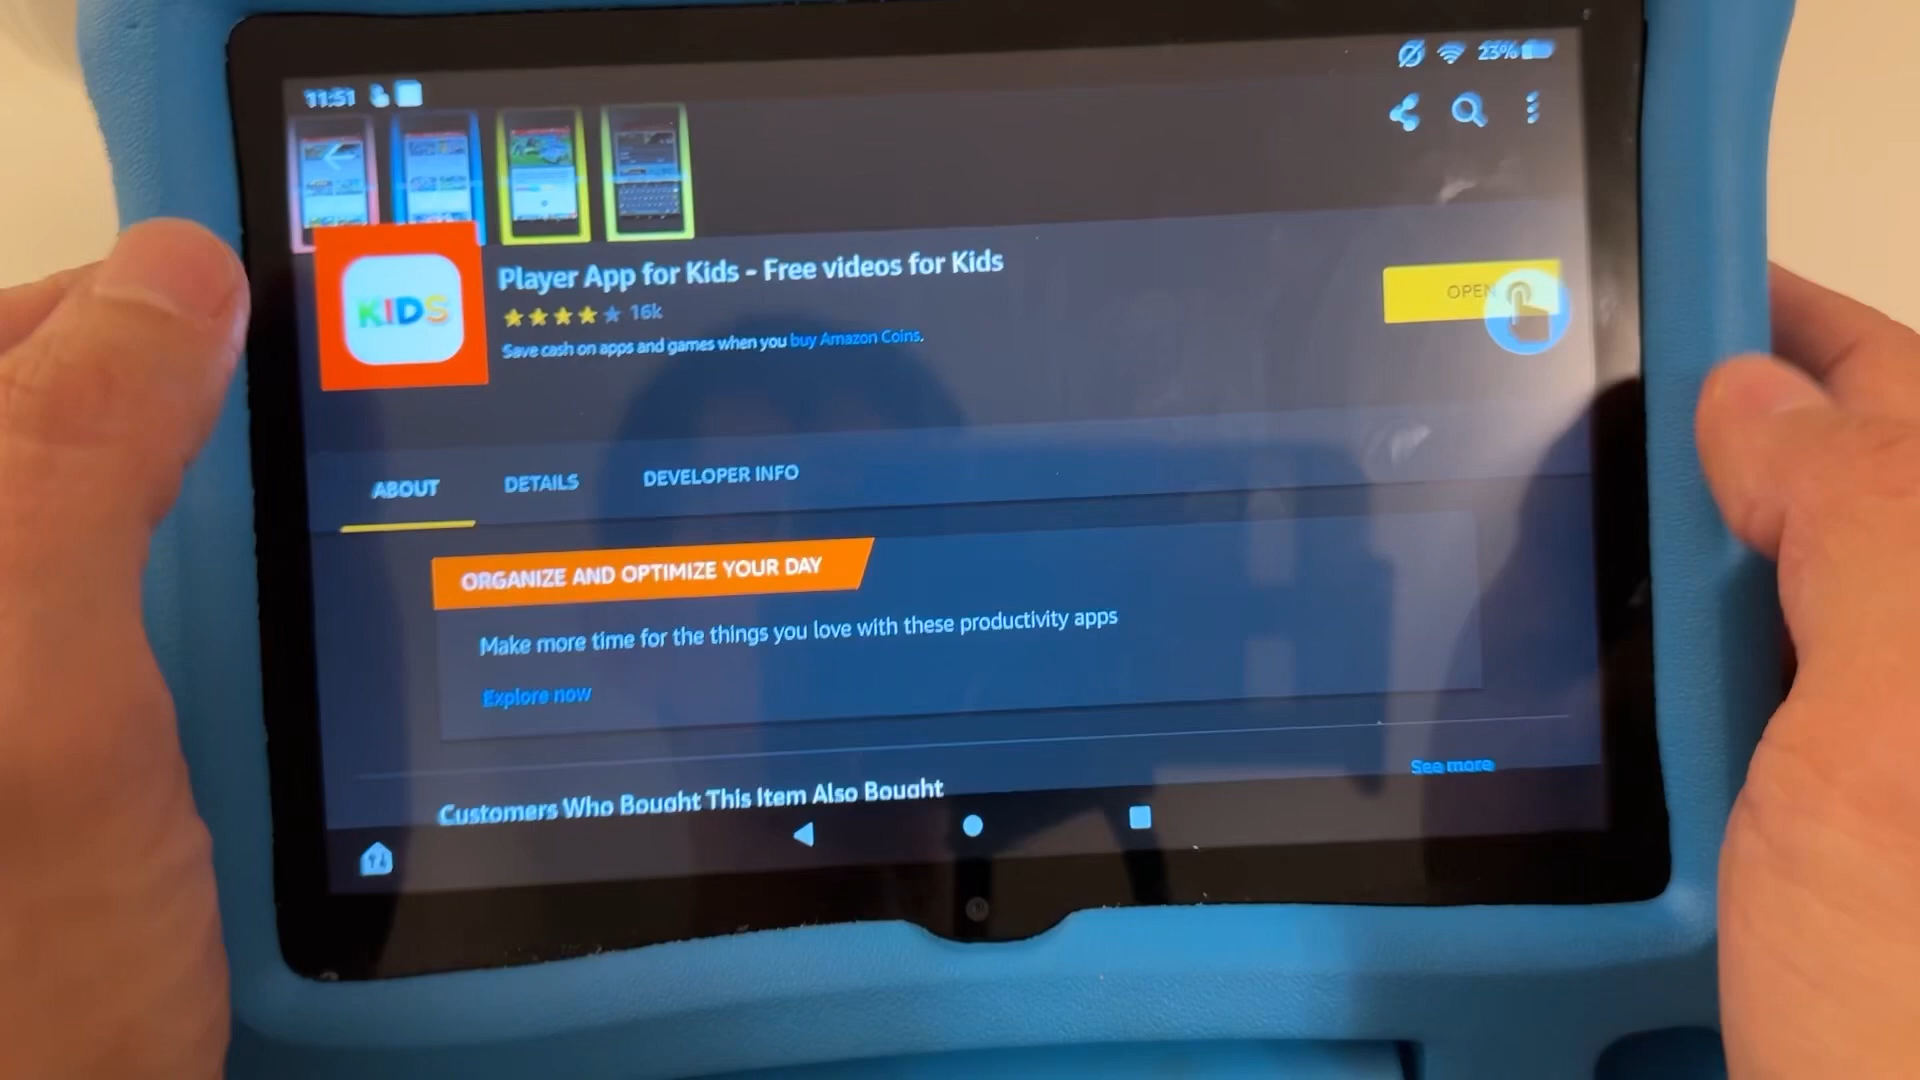 11:51
23%
KIDS
Player App for Kids - Free videos for Kids
16k
OPEN
Save cash on apps and games when you buy Amazon Coins.
ABOUT
DETAILS
DEVELOPER INFO
ORGANIZE AND OPTIMIZE YOUR DAY
Make more time for the things you love with these productivity apps
Explore now
See more
Customers Who Bought This Item Also Bought